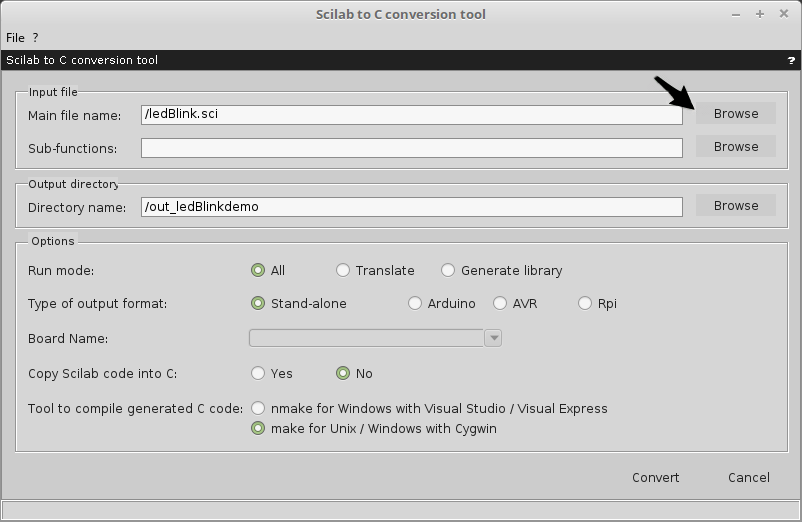 Scilab to C conversion tool
File ?
Scilab to C conversion tool ?
Input file
Main file name: /ledBlink.sci Browse
Sub-functions: Browse
Output directory
Directory name: /out_ledBlinkdemo Browse
Options
Run mode: All Translate Generate library
Type of output format: Stand-alone Arduino AVR Rpi
Board Name:
Copy Scilab code into C: Yes No
Tool to compile generated C code: nmake for Windows with Visual Studio / Visual Express
make for Unix / Windows with Cygwin
Convert Cancel